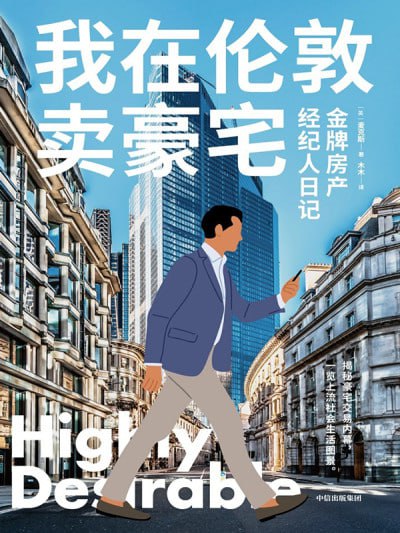 我在伦敦
卖豪宅
金牌房产
经纪人日记
[英] 麦克斯 — 著 木木 — 译
揭秘豪宅交易内幕,
一览上流社会生活图景。
Highly
Desirable
中信出版集团